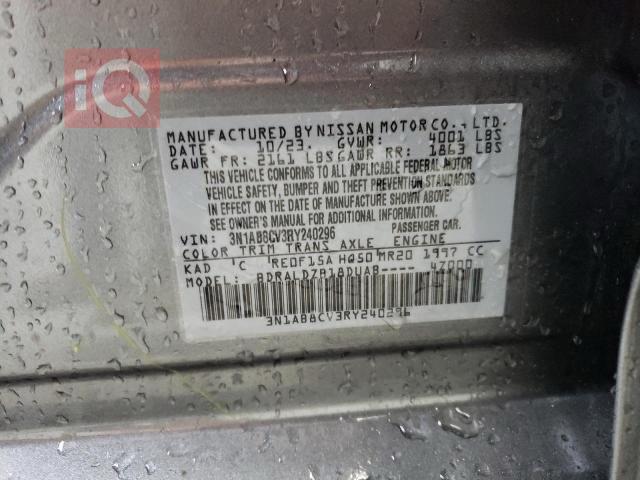 iQ
MANUFACTURED BY NISSAN MOTOR CO., LTD.
DATE: 10/23. GVWR: 4001 LBS
GAWR FR: 2161 LBS GAWR RR: 1863 LBS
THIS VEHICLE CONFORMS TO ALL APPLICABLE FEDERAL MOTOR
VEHICLE SAFETY, BUMPER AND THEFT PREVENTION STANDARDS
IN EFFECT ON THE DATE OF MANUFACTURE SHOWN ABOVE.
SEE OWNER'S MANUAL FOR ADDITIONAL INFORMATION.
VIN: 3N1AB8CV3RY240296 PASSENGER CAR.
COLOR TRIM TRANS AXLE ENGINE
KAD C RE0F15A HQ50 MR20 1997 CC
MODEL: BDRALDZB18DUAB---- 4Z000
3N1AB8CV3RY240296